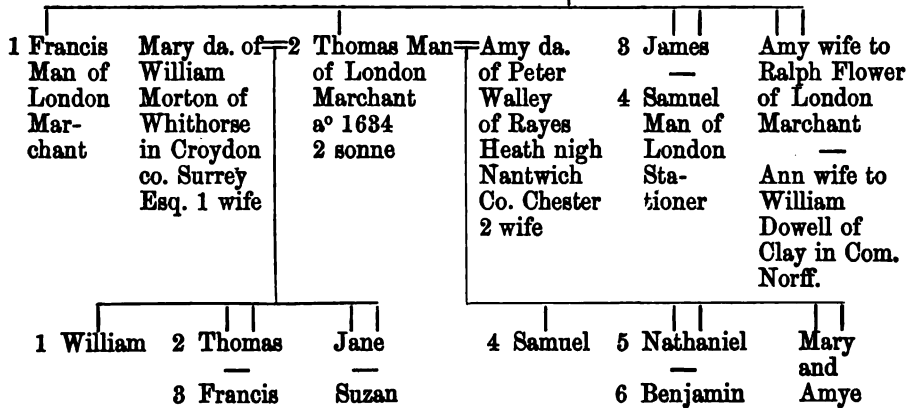 1 Francis
Man of
London
Mar-
chant
Mary da. of
William
Morton of
Whithorse
in Croydon
co. Surrey
Esq. 1 wife
2 Thomas Man
of London
Marchant
aº 1634
2 sonne
Amy da.
of Peter
Walley
of Rayes
Heath nigh
Nantwich
Co. Chester
2 wife
3 James
—
4 Samuel
Man of
London
Sta-
tioner
Amy wife to
Ralph Flower
of London
Marchant
—
Ann wife to
William
Dowell of
Clay in Com.
Norff.
1 William
2 Thomas
—
3 Francis
Jane
—
Suzan
4 Samuel
5 Nathaniel
—
6 Benjamin
Mary
and
Amye